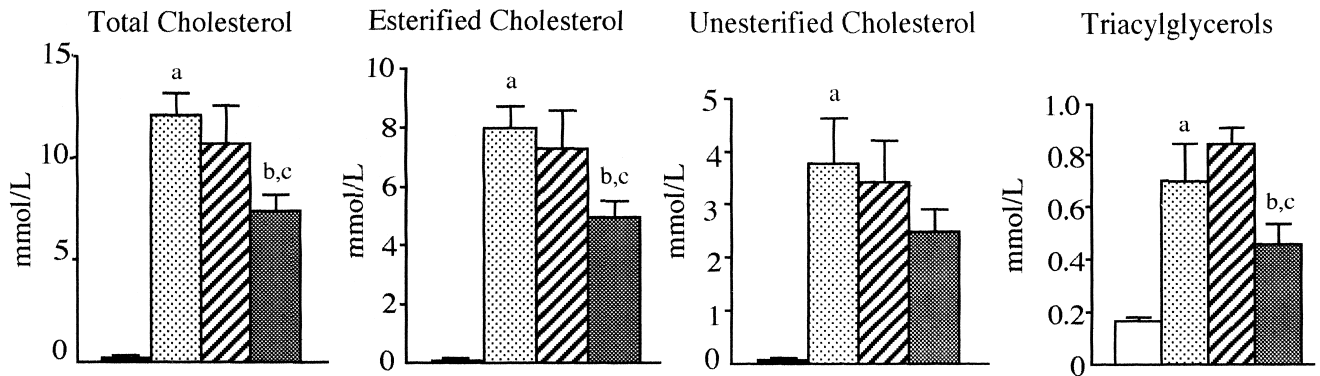 Total Cholesterol
mmol/L
15
10
5
0
a
b,c
Esterified Cholesterol
mmol/L
10
8
6
4
2
0
a
b,c
Unesterified Cholesterol
mmol/L
5
4
3
2
1
0
a
Triacylglycerols
mmol/L
1.0
0.8
0.6
0.4
0.2
0
a
b,c